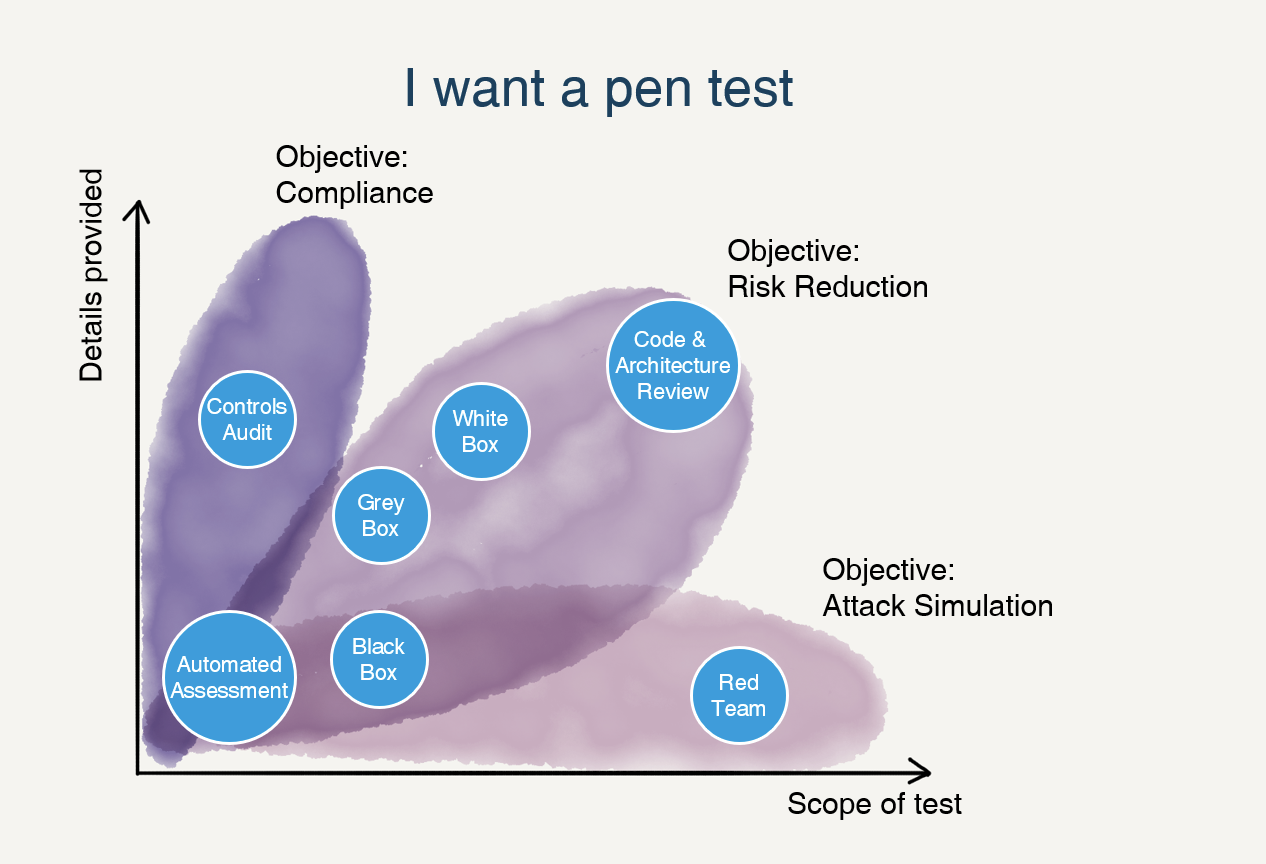 I want a pen test
Objective:
Compliance
Details provided
Objective:
Risk Reduction
Code &
Architecture
Review
Controls
Audit
White
Box
Grey
Box
Objective:
Attack Simulation
Automated
Assessment
Black
Box
Red
Team
Scope of test